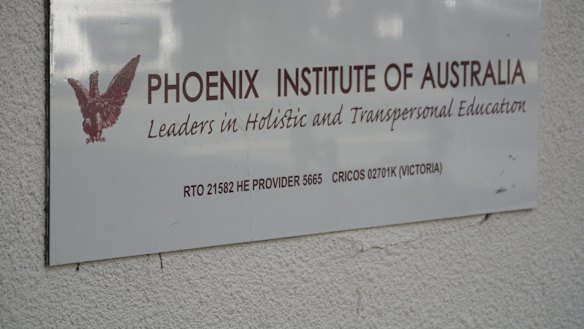 PHOENIX INSTITUTE OF AUSTRALIA
Leaders in Holistic and Transpersonal Education
RTO 21582 HE PROVIDER 5665 CRICOS 02701K (VICTORIA)